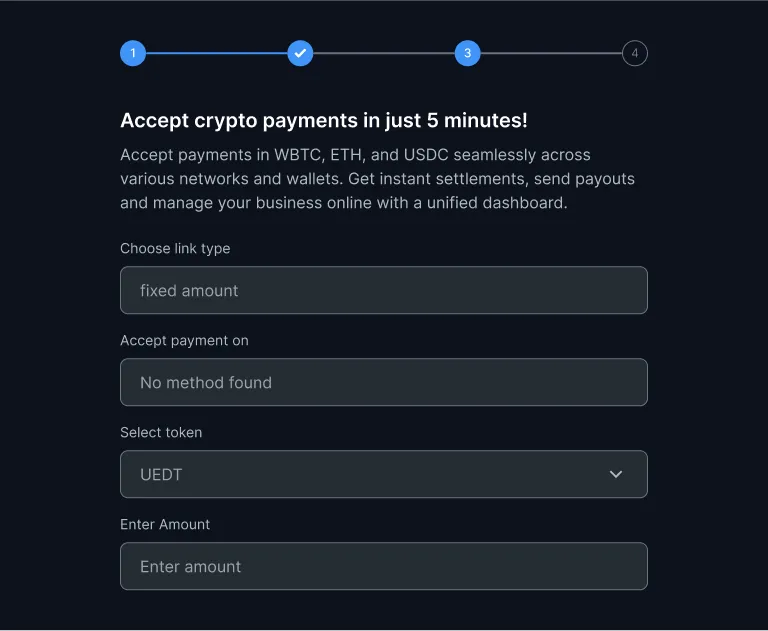 1 3 4
Accept crypto payments in just 5 minutes!
Accept payments in WBTC, ETH, and USDC seamlessly across
various networks and wallets. Get instant settlements, send payouts
and manage your business online with a unified dashboard.
Choose link type
fixed amount
Accept payment on
No method found
Select token
UEDT
Enter Amount
Enter amount